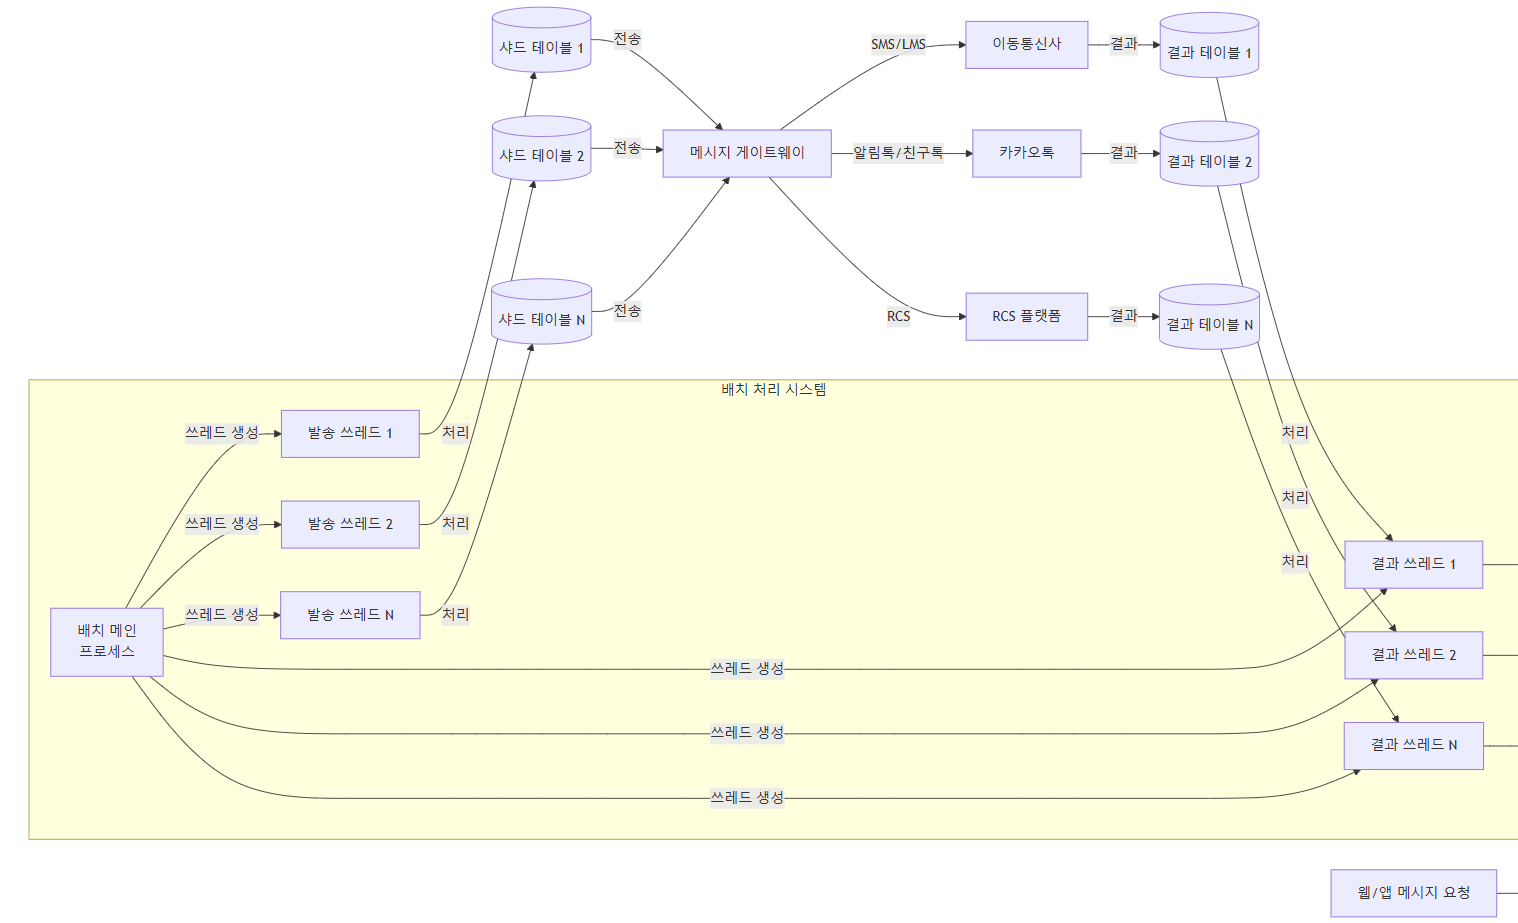 샤드 테이블 1
전송
SMS/LMS
이동통신사
결과
결과 테이블 1
샤드 테이블 2
전송
메시지 게이트웨이
알림톡/친구톡
카카오톡
결과
결과 테이블 2
샤드 테이블 N
전송
RCS
RCS 플랫폼
결과
결과 테이블 N
배치 처리 시스템
쓰레드 생성
발송 쓰레드 1
처리
처리
쓰레드 생성
발송 쓰레드 2
처리
처리
처리
결과 쓰레드 1
쓰레드 생성
발송 쓰레드 N
처리
배치 메인
프로세스
쓰레드 생성
결과 쓰레드 2
쓰레드 생성
결과 쓰레드 N
쓰레드 생성
웹/앱 메시지 요청